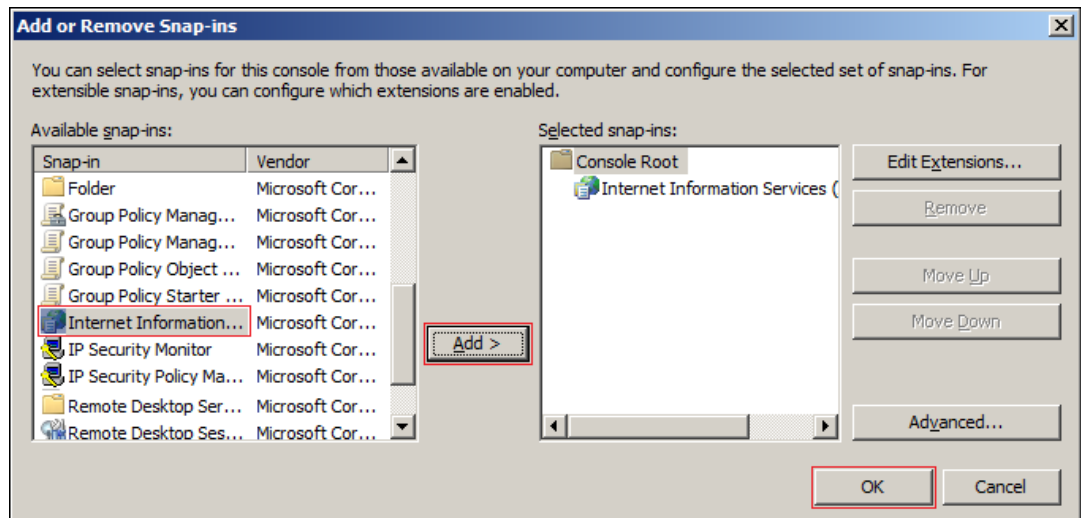 Add or Remove Snap-ins
You can select snap-ins for this console from those available on your computer and configure the selected set of snap-ins. For
extensible snap-ins, you can configure which extensions are enabled.
Available snap-ins:
Snap-in Vendor
Folder Microsoft Cor...
Group Policy Manag... Microsoft Cor...
Group Policy Manag... Microsoft Cor...
Group Policy Object ... Microsoft Cor...
Group Policy Starter ... Microsoft Cor...
Internet Information... Microsoft Cor...
IP Security Monitor Microsoft Cor...
IP Security Policy Ma... Microsoft Cor...
Remote Desktop Ser... Microsoft Cor...
Remote Desktop Ses... Microsoft Cor...
Add >
Selected snap-ins:
Console Root
Internet Information Services (
Edit Extensions...
Remove
Move Up
Move Down
Advanced...
OK
Cancel